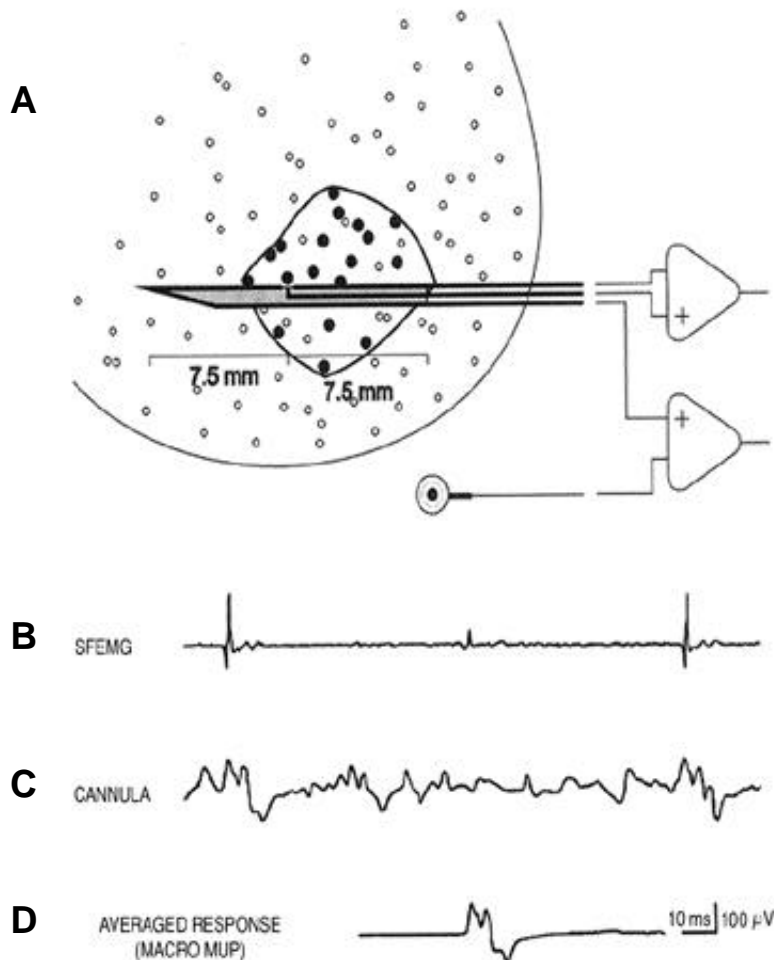 A
+
7.5 mm
7.5 mm
+
B
SFEMG
C
CANNULA
D
AVERAGED RESPONSE
(MACRO MUP)
10 ms
100 µV